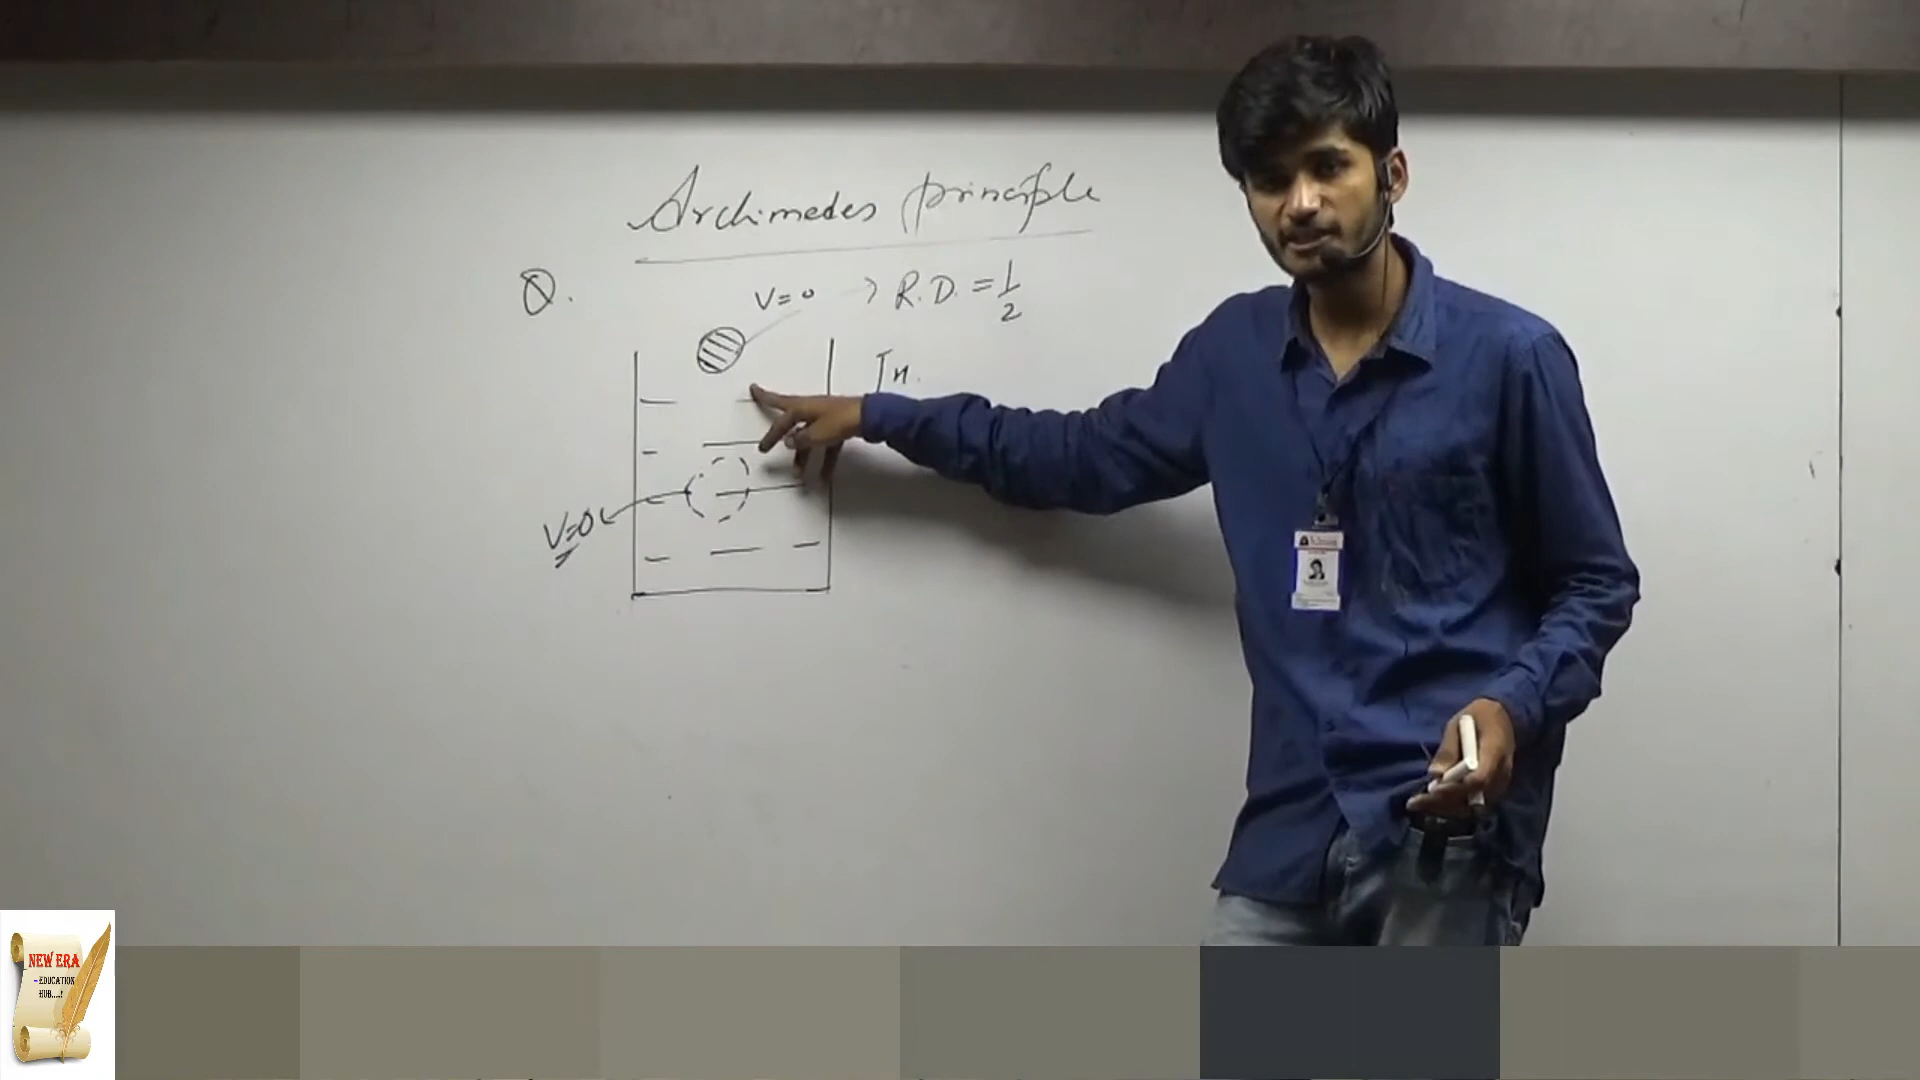 Archimedes principle
Q.
V=0 → R.D. = 1/2
H.
V=0
NEW ERA
- EDUCATION
HUB....!